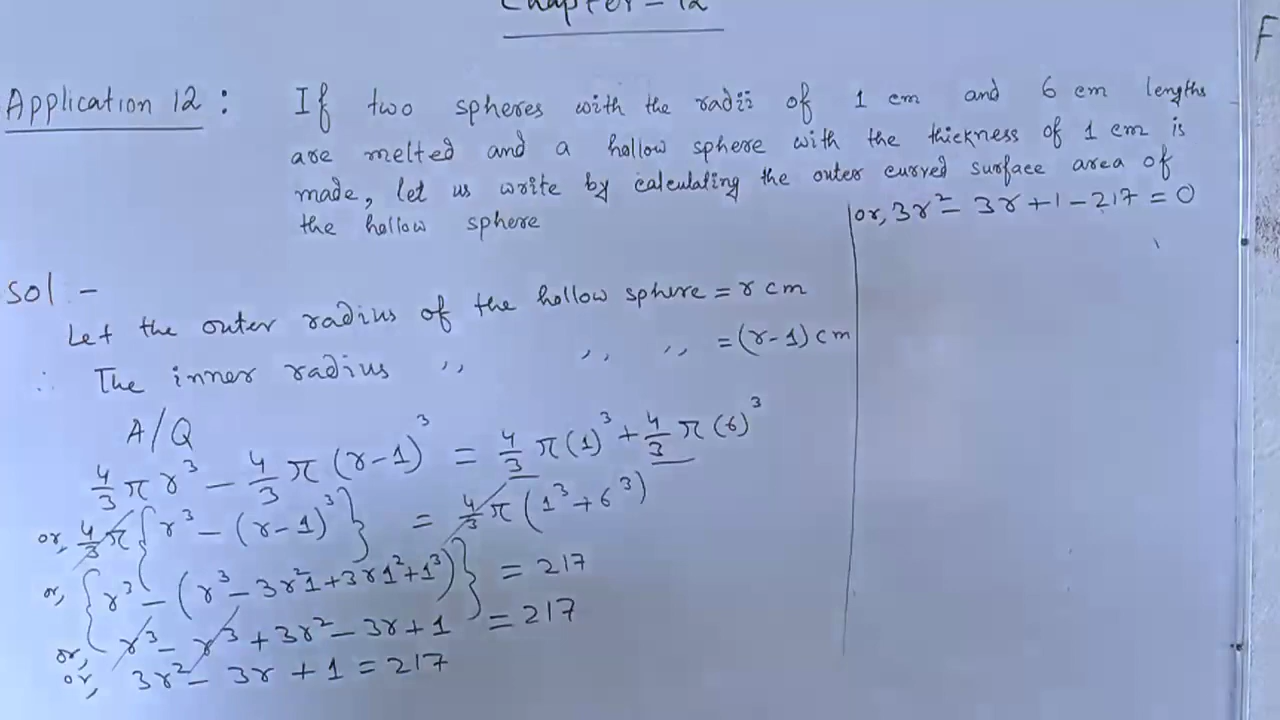 Chapter - 12
F
Application 12 : If two spheres with the radii of 1 cm and 6 cm lengths
are melted and a hollow sphere with the thickness of 1 cm is
made, let us write by calculating the outer curved surface area of
the hollow sphere
Sol -
Let the outer radius of the hollow sphere = r cm
∴ The inner radius ,, ,, ,, = (r-1) cm
A/Q
4/3 π r³ - 4/3 π (r-1)³ = 4/3 π (1)³ + 4/3 π (6)³
or, 4/3 π { r³ - (r-1)³ } = 4/3 π (1³ + 6³)
or, { r³ - (r³ - 3r²1 + 3r1² + 1³) } = 217
or, r³ - r³ + 3r² - 3r + 1 = 217
or, 3r² - 3r + 1 = 217
or, 3r² - 3r + 1 - 217 = 0